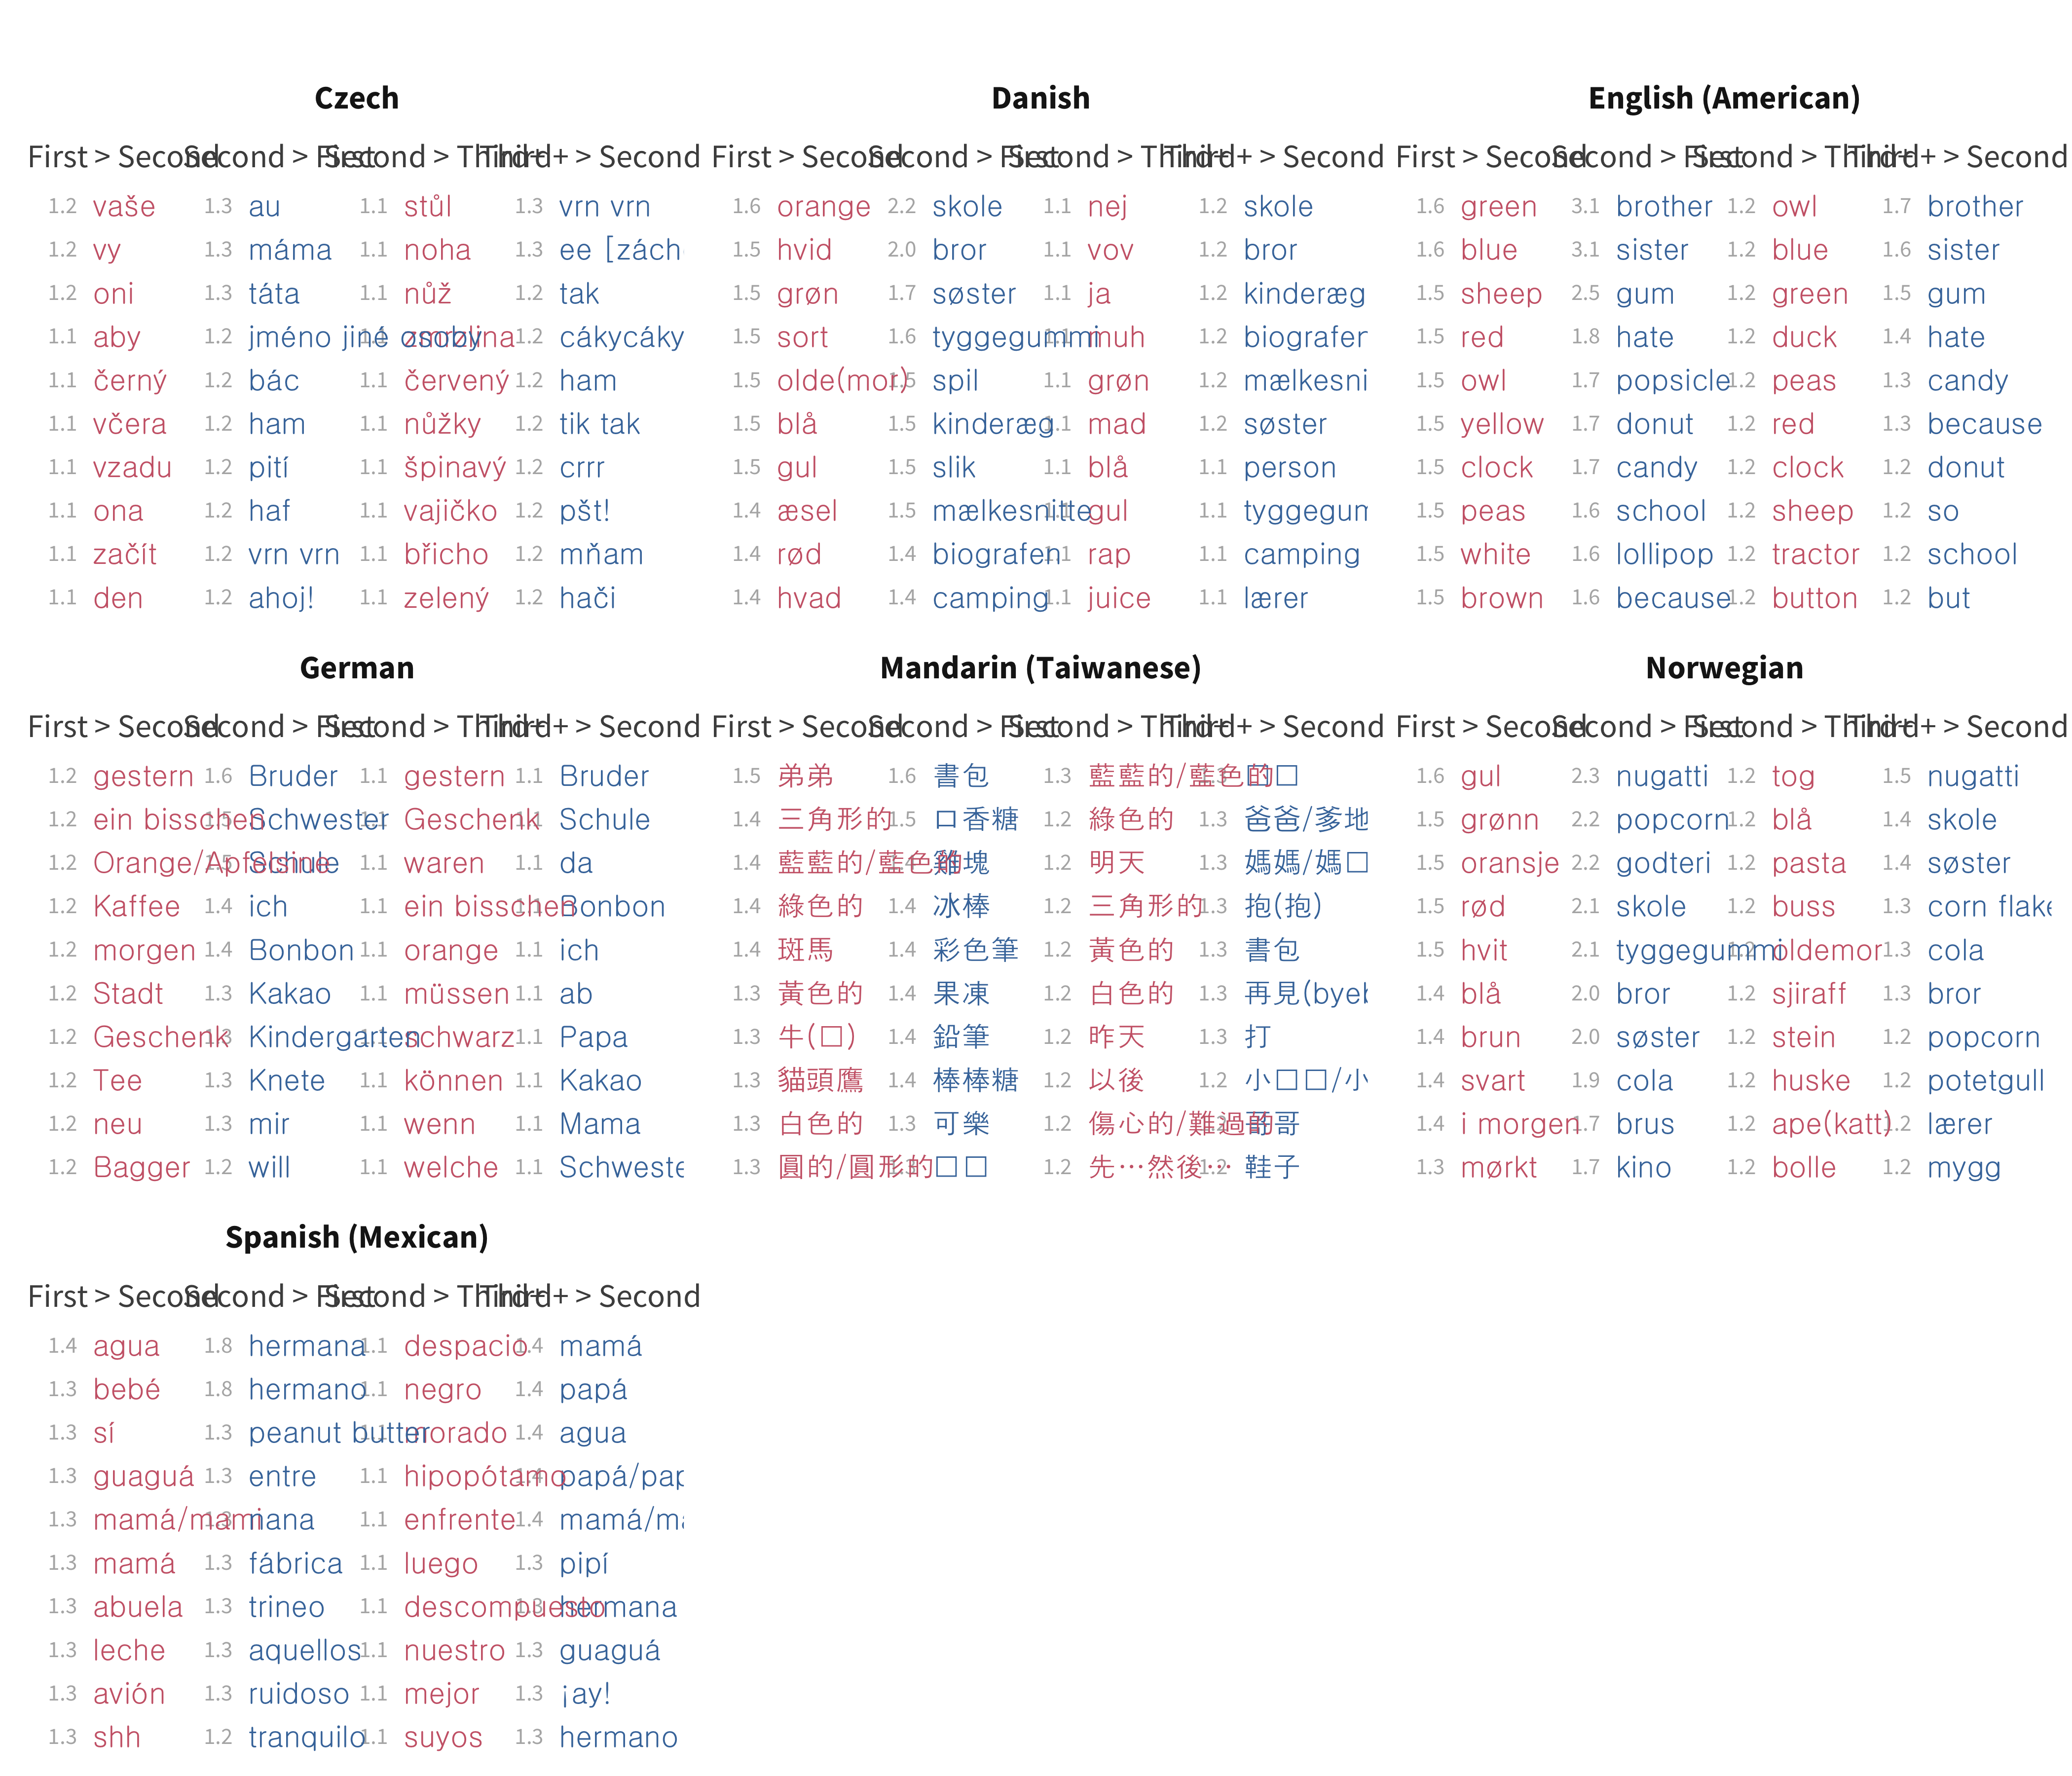 Czech Danish English (American)
First > Second Second > First Second > Third+ Third+ > Second First > Second Second > First Second > Third+ Third+ > Second First > Second Second > First Second > Third+ Third+ > Second
1.2 vaše 1.3 au 1.1 stůl 1.3 vrn vrn 1.6 orange 2.2 skole 1.1 nej 1.2 skole 1.6 green 3.1 brother 1.2 owl 1.7 brother
1.2 vy 1.3 máma 1.1 noha 1.3 ee [zách 1.5 hvid 2.0 bror 1.1 vov 1.2 bror 1.6 blue 3.1 sister 1.2 blue 1.6 sister
1.2 oni 1.3 táta 1.1 nůž 1.2 tak 1.5 grøn 1.7 søster 1.1 ja 1.2 kinderæg 1.5 sheep 2.5 gum 1.2 green 1.5 gum
1.1 aby 1.2 jméno jiné osoby 1.1 zmrzlina 1.2 cákycáky 1.5 sort 1.6 tyggegummi 1.1 muh 1.2 biografen 1.5 red 1.8 hate 1.2 duck 1.4 hate
1.1 černý 1.2 bác 1.1 červený 1.2 ham 1.5 olde(mor) 1.5 spil 1.1 grøn 1.2 mælkesni 1.5 owl 1.7 popsicle 1.2 peas 1.3 candy
1.1 včera 1.2 ham 1.1 nůžky 1.2 tik tak 1.5 blå 1.5 kinderæg 1.1 mad 1.2 søster 1.5 yellow 1.7 donut 1.2 red 1.3 because
1.1 vzadu 1.2 pití 1.1 špinavý 1.2 crrr 1.5 gul 1.5 slik 1.1 blå 1.1 person 1.5 clock 1.7 candy 1.2 clock 1.2 donut
1.1 ona 1.2 haf 1.1 vajíčko 1.2 pšt! 1.4 æsel 1.5 mælkesnitte 1.1 gul 1.1 tyggegum 1.5 peas 1.6 school 1.2 sheep 1.2 so
1.1 začít 1.2 vrn vrn 1.1 břicho 1.2 mňam 1.4 rød 1.4 biografen 1.1 rap 1.1 camping 1.5 white 1.6 lollipop 1.2 tractor 1.2 school
1.1 den 1.2 ahoj! 1.1 zelený 1.2 hači 1.4 hvad 1.4 camping 1.1 juice 1.1 lærer 1.5 brown 1.6 because 1.2 button 1.2 but
German Mandarin (Taiwanese) Norwegian
First > Second Second > First Second > Third+ Third+ > Second First > Second Second > First Second > Third+ Third+ > Second First > Second Second > First Second > Third+ Third+ > Second
1.2 gestern 1.6 Bruder 1.1 gestern 1.1 Bruder 1.5 弟弟 1.6 書包 1.3 藍藍的/藍色的 1.3 □□ 1.6 gul 2.3 nugatti 1.2 tog 1.5 nugatti
1.2 ein bisschen 1.5 Schwester 1.1 Geschenk 1.1 Schule 1.4 三角形的 1.5 口香糖 1.2 綠色的 1.3 爸爸/爹地 1.5 grønn 2.2 popcorn 1.2 blå 1.4 skole
1.2 Orange/Apfelsine 1.5 Schule 1.1 waren 1.1 da 1.4 藍藍的/藍色的 1.4 雞塊 1.2 明天 1.3 媽媽/媽□ 1.5 oransje 2.2 godteri 1.2 pasta 1.4 søster
1.2 Kaffee 1.4 ich 1.1 ein bisschen 1.1 Bonbon 1.4 綠色的 1.4 冰棒 1.2 三角形的 1.3 抱(抱) 1.5 rød 2.1 skole 1.2 buss 1.3 corn flake
1.2 morgen 1.4 Bonbon 1.1 orange 1.1 ich 1.4 斑馬 1.4 彩色筆 1.2 黃色的 1.3 書包 1.5 hvit 2.1 tyggegummi 1.2 oldemor 1.3 cola
1.2 Stadt 1.3 Kakao 1.1 müssen 1.1 ab 1.3 黃色的 1.4 果凍 1.2 白色的 1.3 再見(byeb 1.4 blå 2.0 bror 1.2 sjiraff 1.3 bror
1.2 Geschenk 1.3 Kindergarten 1.1 schwarz 1.1 Papa 1.3 牛(□) 1.4 鉛筆 1.2 昨天 1.3 打 1.4 brun 2.0 søster 1.2 stein 1.2 popcorn
1.2 Tee 1.3 Knete 1.1 können 1.1 Kakao 1.3 貓頭鷹 1.4 棒棒糖 1.2 以後 1.2 小□□/小 1.4 svart 1.9 cola 1.2 huske 1.2 potetgull
1.2 neu 1.3 mir 1.1 wenn 1.1 Mama 1.3 白色的 1.3 可樂 1.2 傷心的/難過的 1.2 哥哥 1.4 i morgen 1.7 brus 1.2 ape(katt) 1.2 lærer
1.2 Bagger 1.2 will 1.1 welche 1.1 Schweste 1.3 圓的/圓形的 1.3 □□ 1.2 先…然後… 1.2 鞋子 1.3 mørkt 1.7 kino 1.2 bolle 1.2 mygg
Spanish (Mexican)
First > Second Second > First Second > Third+ Third+ > Second
1.4 agua 1.8 hermana 1.1 despacio 1.4 mamá
1.3 bebé 1.8 hermano 1.1 negro 1.4 papá
1.3 sí 1.3 peanut butter 1.1 morado 1.4 agua
1.3 guaguá 1.3 entre 1.1 hipopótamo 1.4 papá/pap
1.3 mamá/mami 1.3 nana 1.1 enfrente 1.4 mamá/ma
1.3 mamá 1.3 fábrica 1.1 luego 1.3 pipí
1.3 abuela 1.3 trineo 1.1 descompuesto 1.3 hermana
1.3 leche 1.3 aquellos 1.1 nuestro 1.3 guaguá
1.3 avión 1.3 ruidoso 1.1 mejor 1.3 ¡ay!
1.3 shh 1.2 tranquilo 1.1 suyos 1.3 hermano